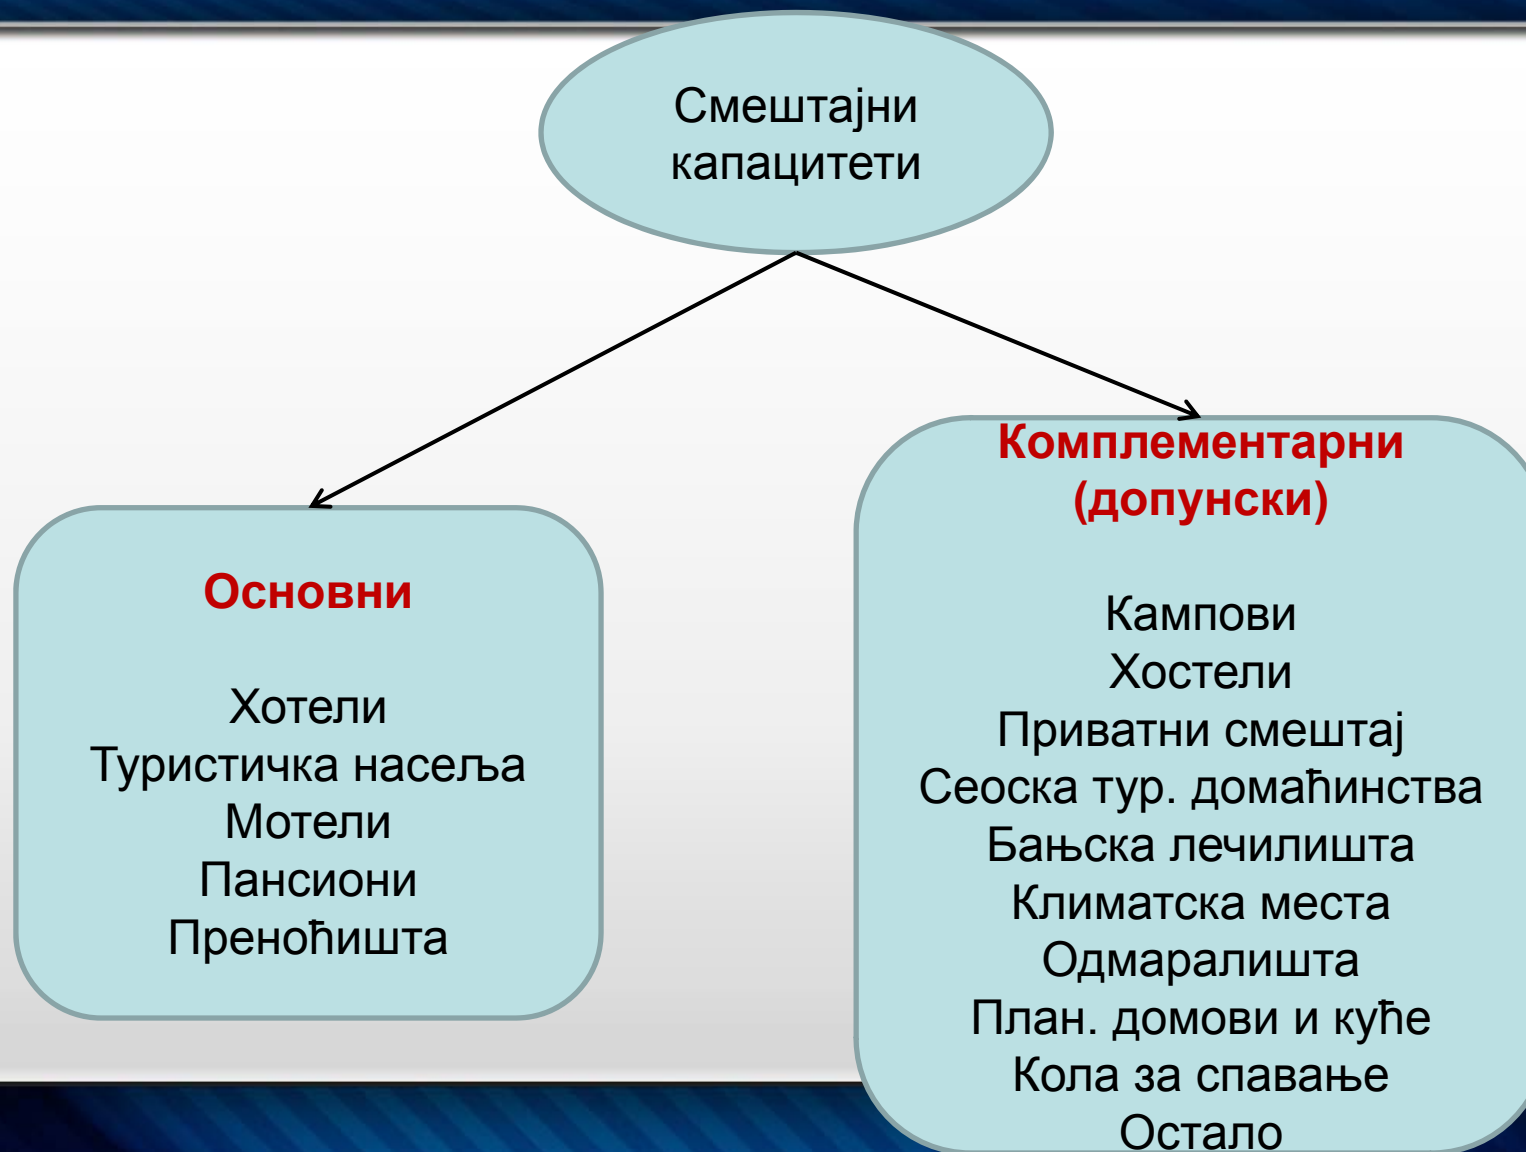 Смештајни
капацитети
Основни
Хотели
Туристичка насеља
Мотели
Пансиони
Преноћишта
Комплементарни
(допунски)
Кампови
Хостели
Приватни смештај
Сеоска тур. домаћинства
Бањска лечилишта
Климатска места
Одмаралишта
План. домови и куће
Кола за спавање
Остало